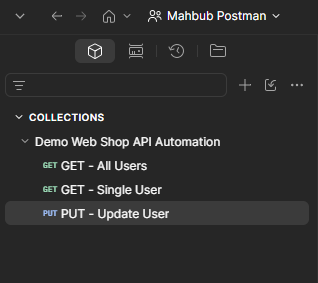 Mahbub Postman
COLLECTIONS
Demo Web Shop API Automation
GET GET - All Users
GET GET - Single User
PUT PUT - Update User